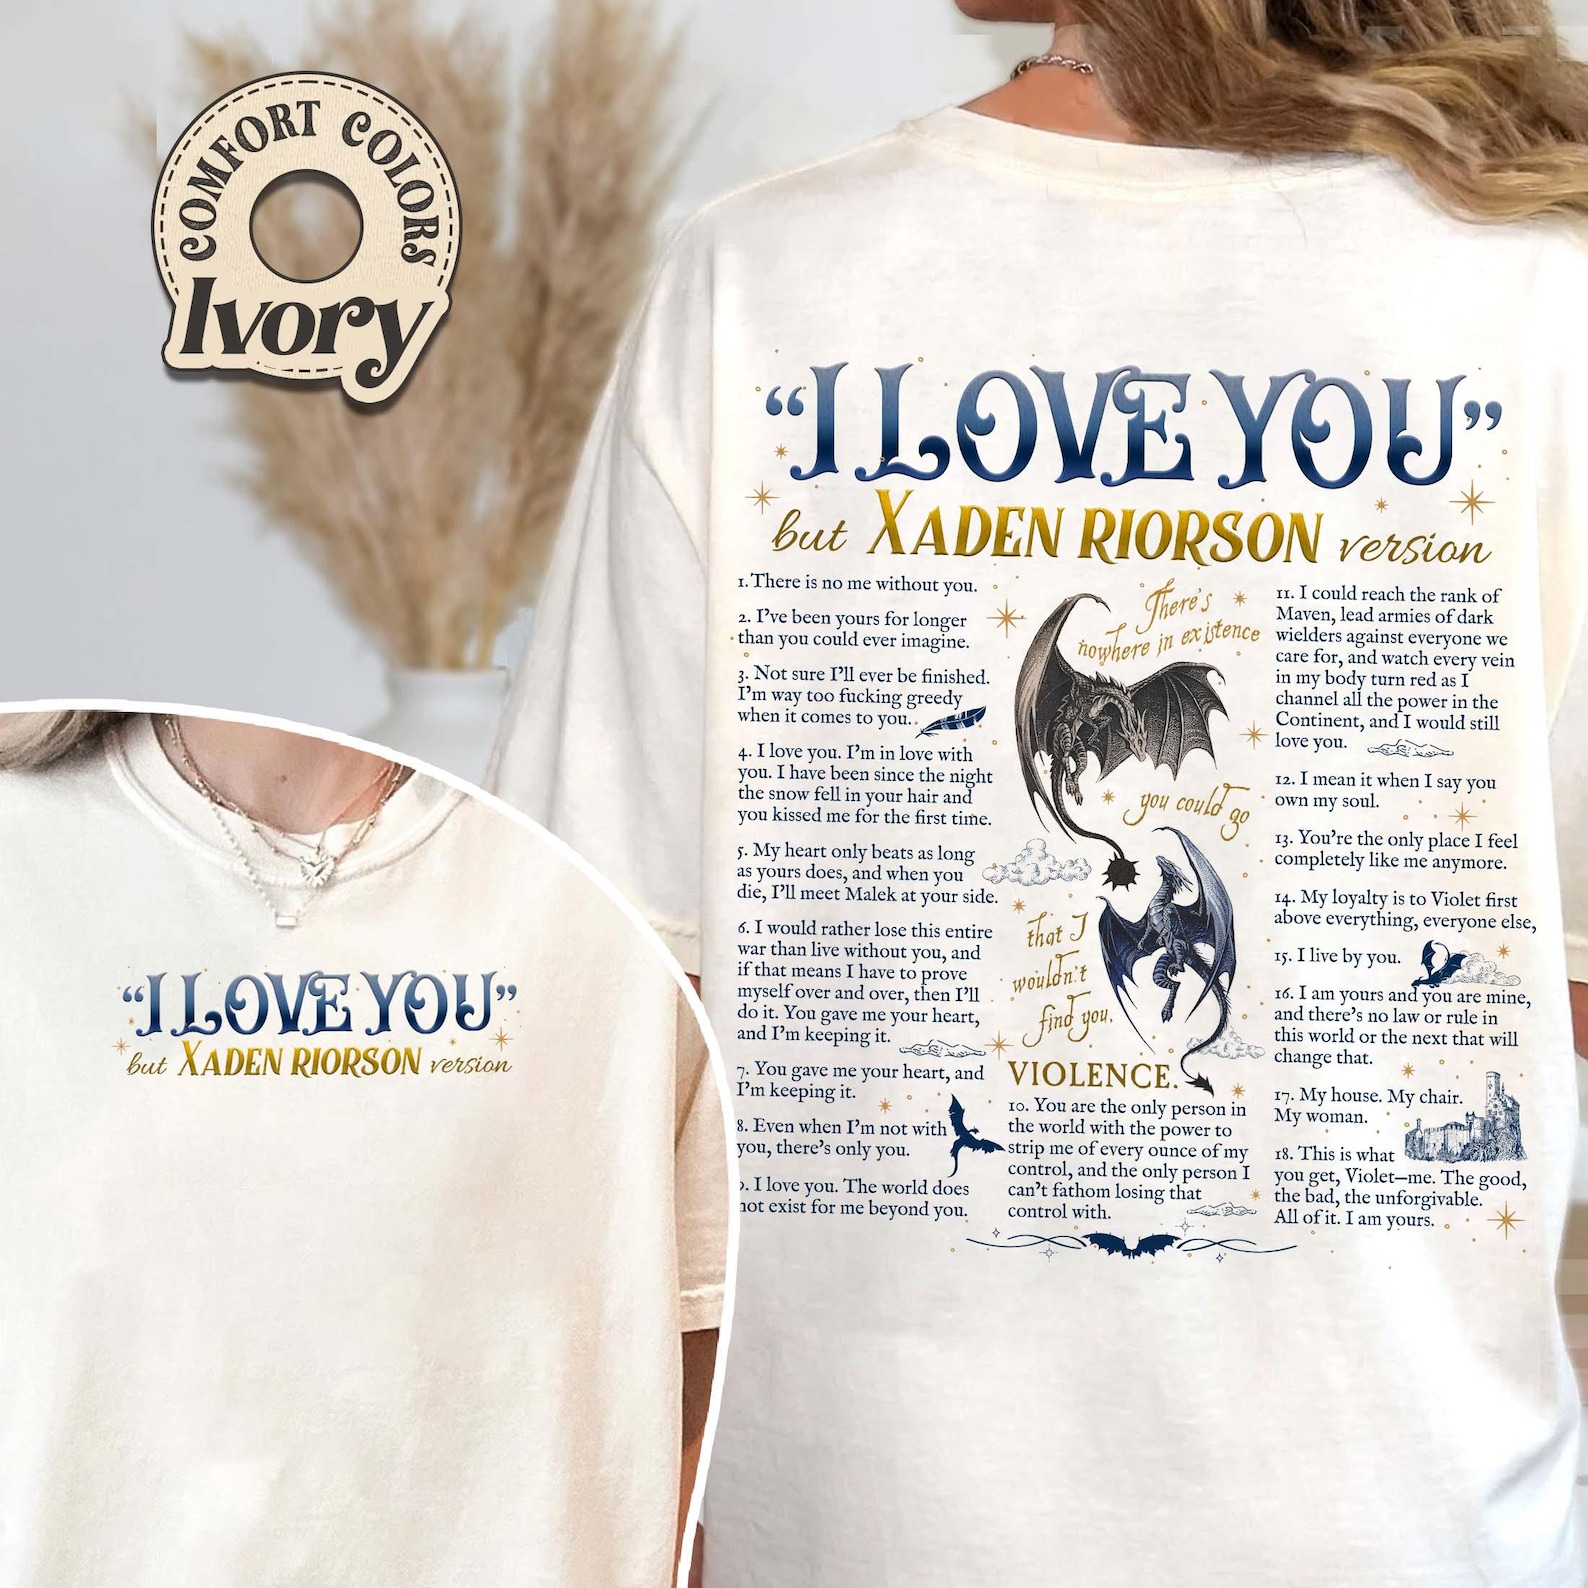 COMFORT COLORS
Ivory
“I LOVE YOU”
but XADEN RIORSON version
1. There is no me without you.
2. I’ve been yours for longer
than you could ever imagine.
3. Not sure I’ll ever be finished.
I’m way too fucking greedy
when it comes to you.
4. I love you. I’m in love with
you. I have been since the night
the snow fell in your hair and
you kissed me for the first time.
5. My heart only beats as long
as yours does, and when you
die, I’ll meet Malek at your side.
6. I would rather lose this entire
war than live without you, and
if that means I have to prove
myself over and over, then I’ll
do it. You gave me your heart,
and I’m keeping it.
7. You gave me your heart, and
I’m keeping it.
8. Even when I’m not with
you, there’s only you.
9. I love you. The world does
not exist for me beyond you.
There’s
nowhere in existence
you could go
that I
wouldn’t
find you,
VIOLENCE.
10. You are the only person in
the world with the power to
strip me of every ounce of my
control, and the only person I
can’t fathom losing that
control with.
11. I could reach the rank of
Maven, lead armies of dark
wielders against everyone we
care for, and watch every vein
in my body turn red as I
channel all the power in the
Continent, and I would still
love you.
12. I mean it when I say you
own my soul.
13. You’re the only place I feel
completely like me anymore.
14. My loyalty is to Violet first
above everything, everyone else,
15. I live by you.
16. I am yours and you are mine,
and there’s no law or rule in
this world or the next that will
change that.
17. My house. My chair.
My woman.
18. This is what
you get, Violet—me. The good,
the bad, the unforgivable.
All of it. I am yours.
“I LOVE YOU”
but XADEN RIORSON version